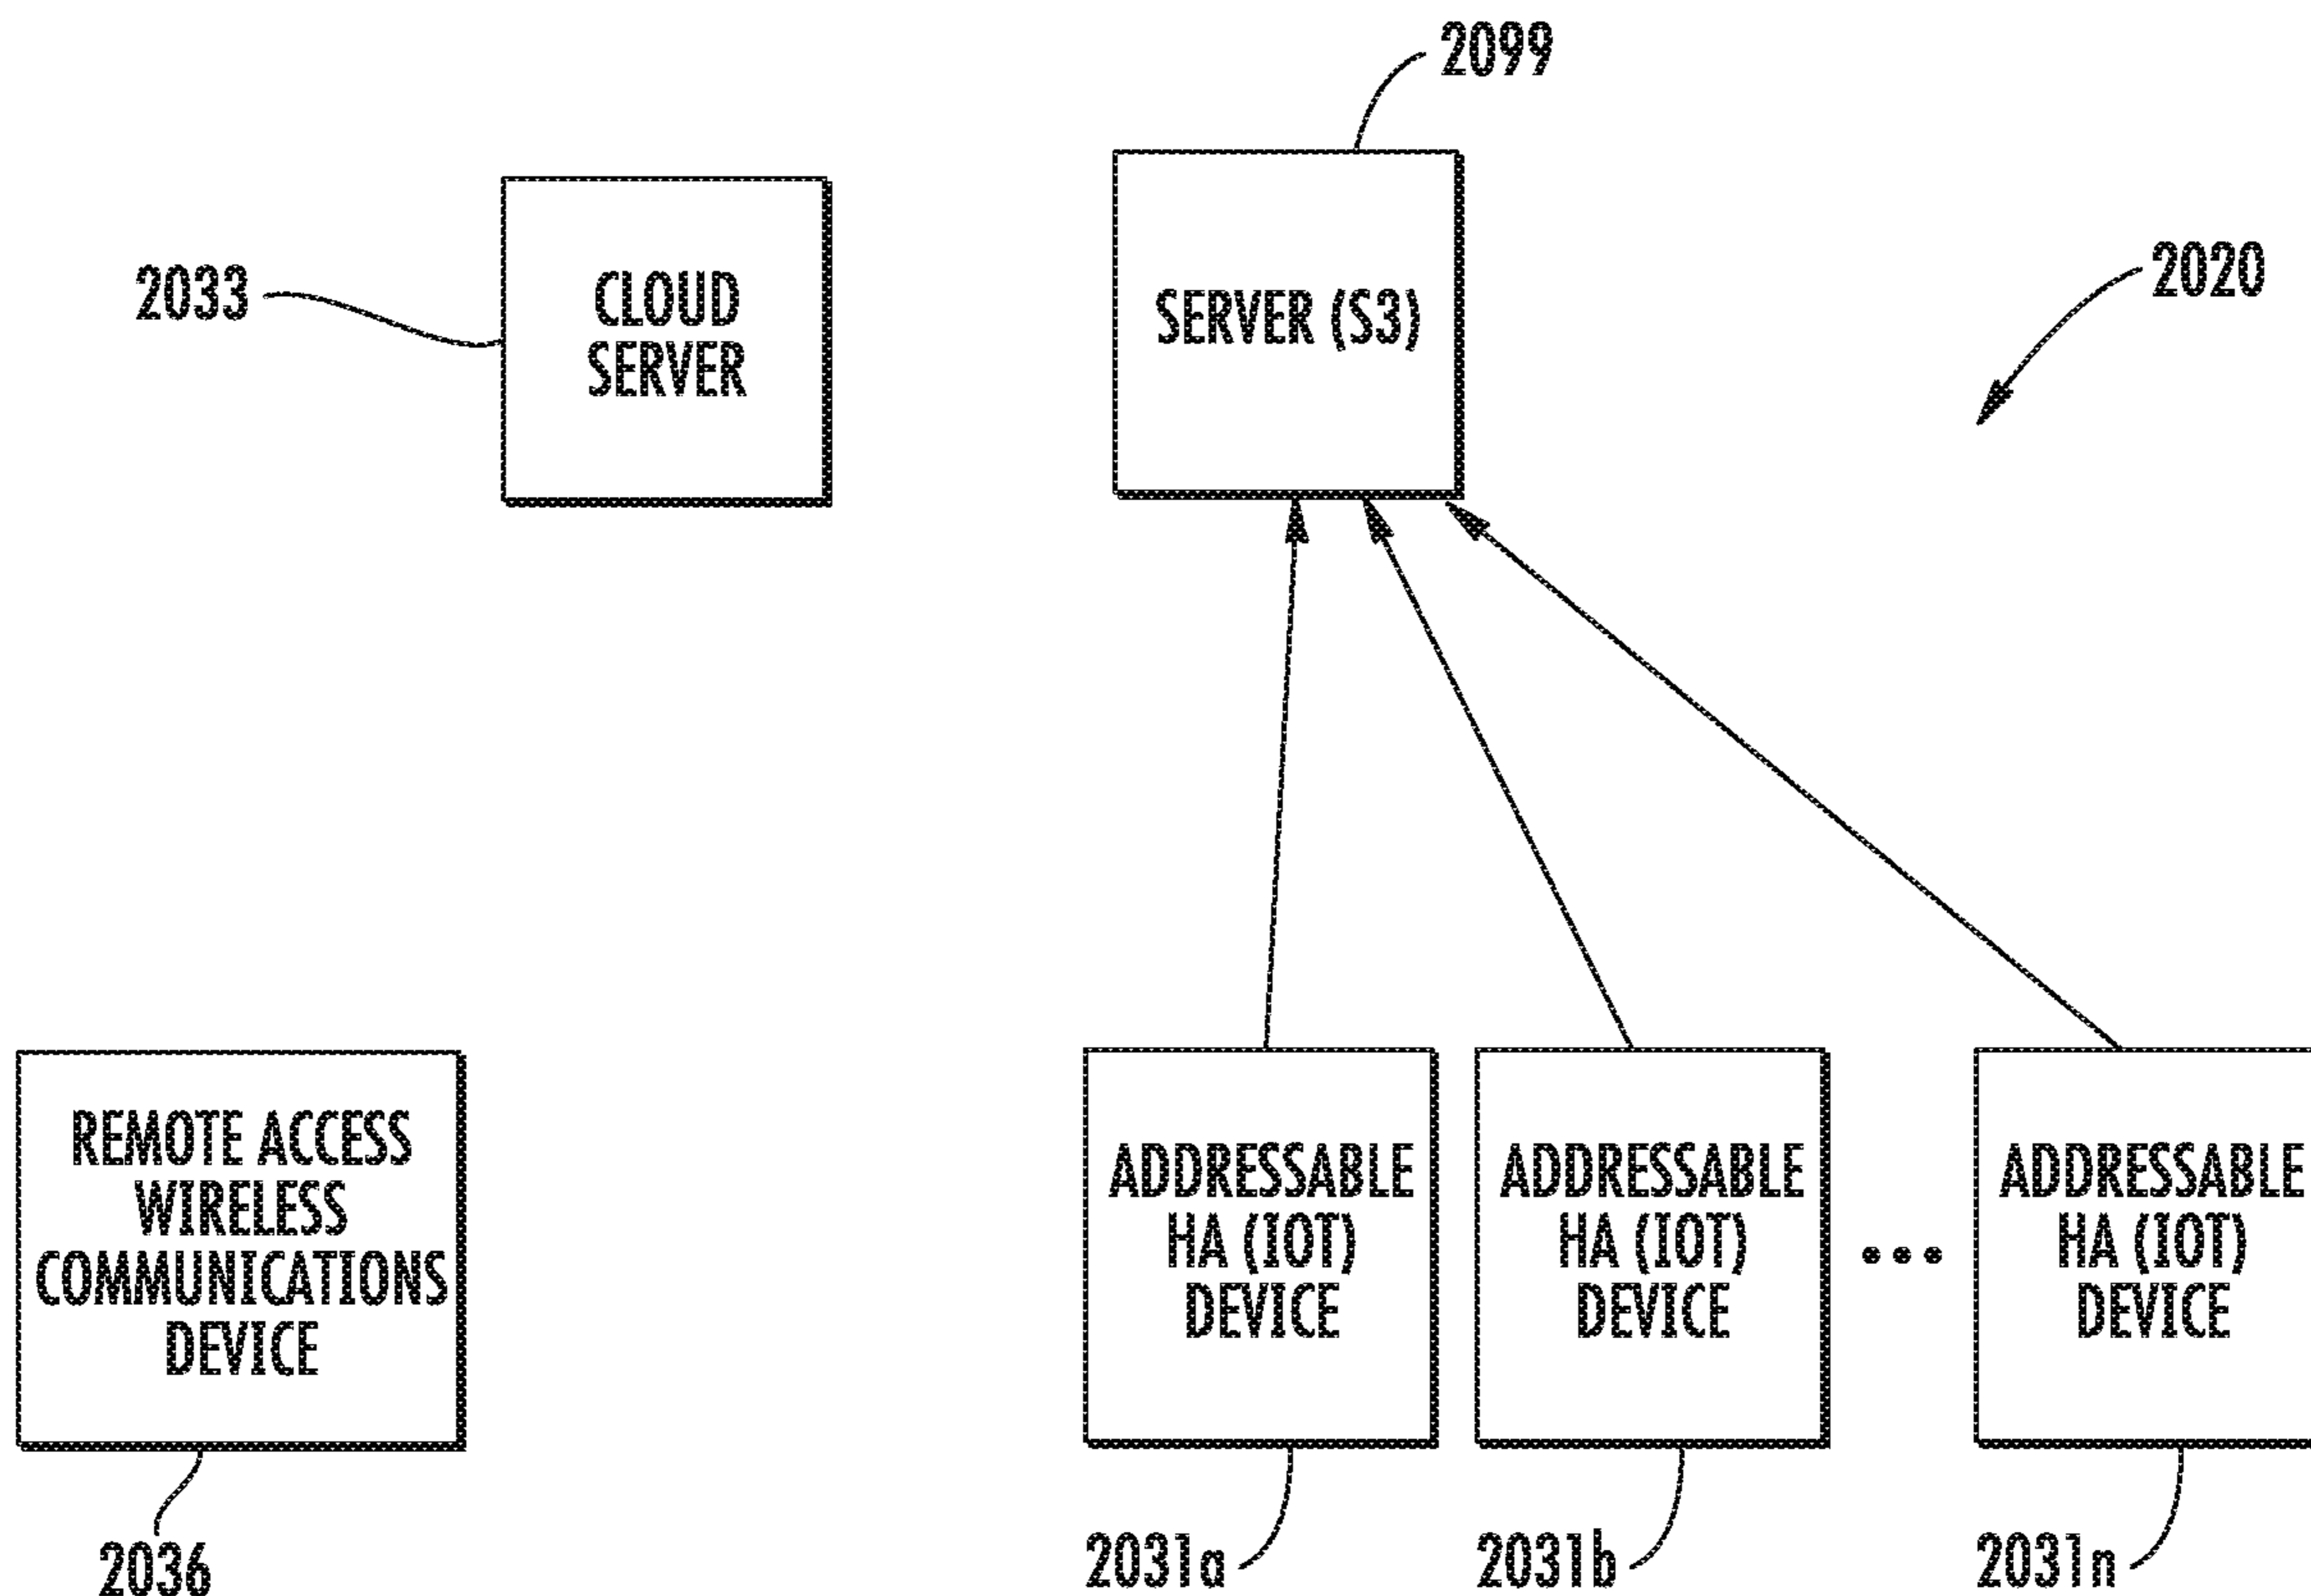 2099
2033
CLOUD
SERVER
SERVER (S3)
2020
REMOTE ACCESS
WIRELESS
COMMUNICATIONS
DEVICE
ADDRESSABLE
HA (IOT)
DEVICE
ADDRESSABLE
HA (IOT)
DEVICE
•••
ADDRESSABLE
HA (IOT)
DEVICE
2036
2031a
2031b
2031n